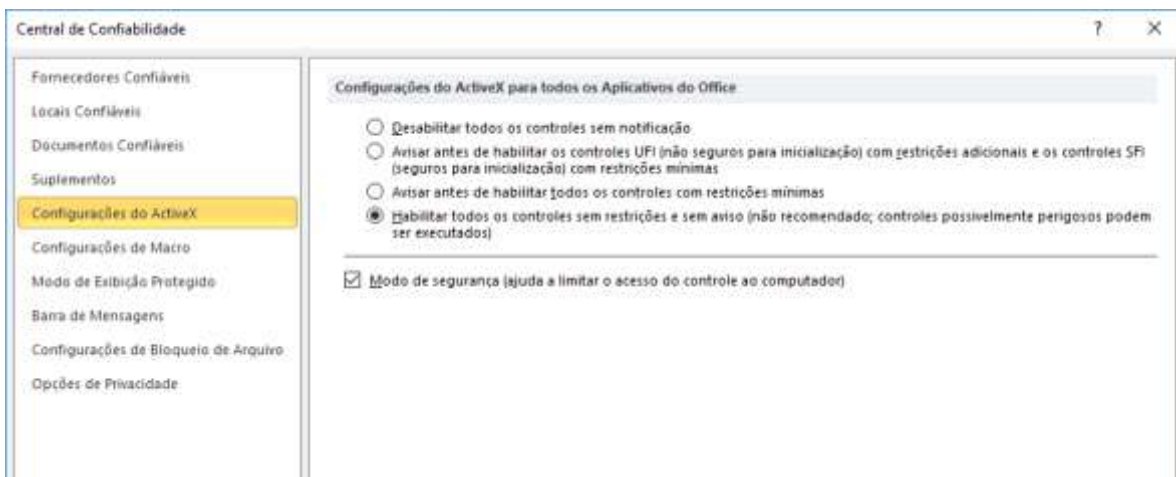 Central de Confiabilidade
?
Fornecedores Confiáveis
Locais Confiáveis
Documentos Confiáveis
Suplementos
Configurações do ActiveX
Configurações de Macro
Modo de Exibição Protegido
Barra de Mensagens
Configurações de Bloqueio de Arquivo
Opções de Privacidade
Configurações do ActiveX para todos os Aplicativos do Office
Desabilitar todos os controles sem notificação
Avisar antes de habilitar os controles UFI (não seguros para inicialização) com restrições adicionais e os controles SFI
(seguros para inicialização) com restrições mínimas
Avisar antes de habilitar todos os controles com restrições mínimas
Habilitar todos os controles sem restrições e sem aviso (não recomendado; controles possivelmente perigosos podem
ser executados)
Modo de segurança (ajuda a limitar o acesso do controle ao computador)